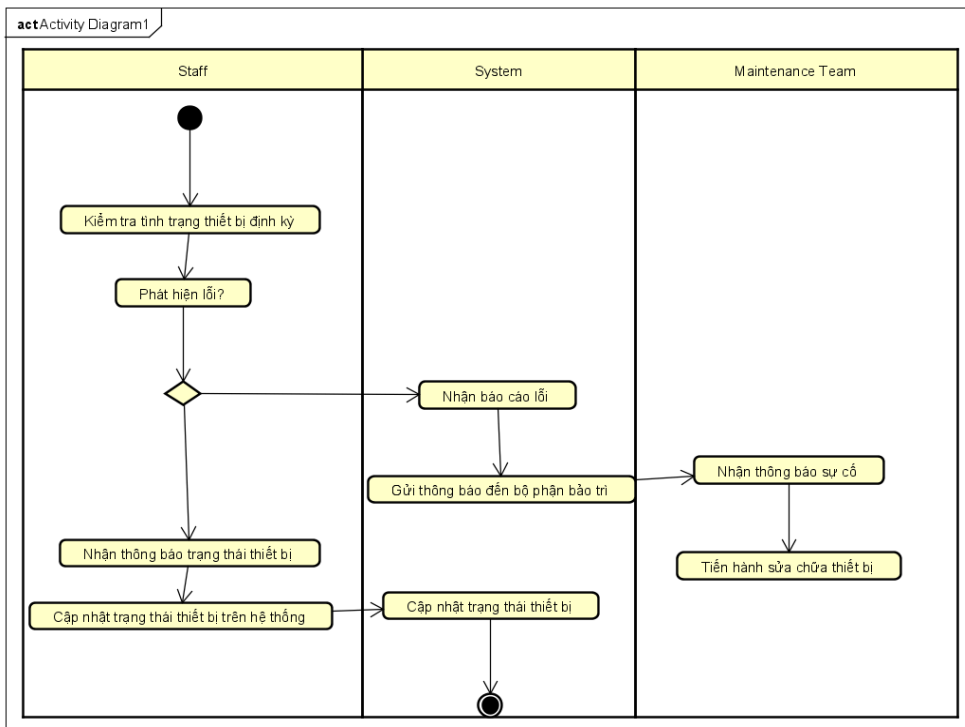 act Activity Diagram1
Staff
System
Maintenance Team
Kiểm tra tình trạng thiết bị định kỳ
Phát hiện lỗi?
Nhận báo cáo lỗi
Nhận thông báo sự cố
Gửi thông báo đến bộ phận bảo trì
Nhận thông báo trạng thái thiết bị
Tiến hành sửa chữa thiết bị
Cập nhật trạng thái thiết bị trên hệ thống
Cập nhật trạng thái thiết bị